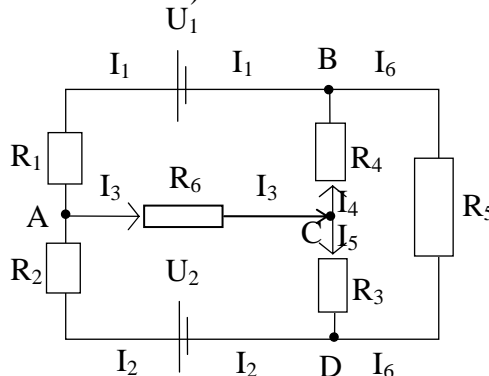 U₁
I₁ I₁ B I₆
R₁ R₄
I₃ R₆ I₃ R₅
A I₄
C I₅
R₂ U₂ R₃
I₂ I₂ D I₆